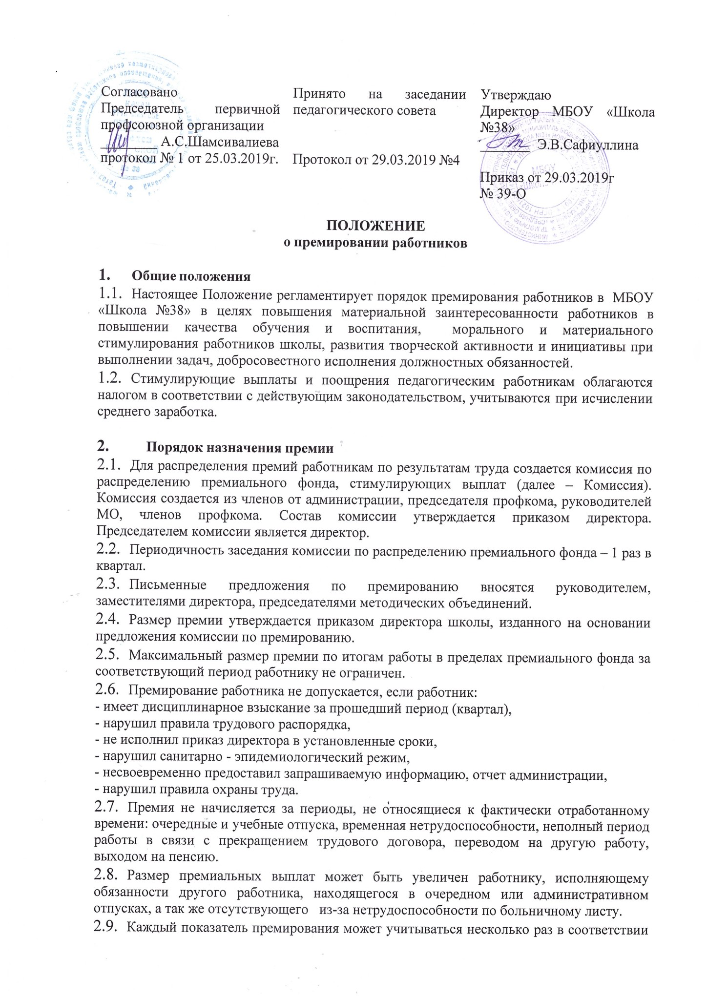 Согласовано
Председатель первичной
профсоюзной организации
________ А.С.Шамсивалиева
протокол № 1 от 25.03.2019г.
Принято на заседании
педагогического совета
Протокол от 29.03.2019 №4
Утверждаю
Директор МБОУ «Школа
№38»
_______ Э.В.Сафиуллина
Приказ от 29.03.2019г
№ 39-О
МБОУ
ПОЛОЖЕНИЕ
о премировании работников
1. Общие положения
1.1. Настоящее Положение регламентирует порядок премирования работников в МБОУ
«Школа №38» в целях повышения материальной заинтересованности работников в
повышении качества обучения и воспитания, морального и материального
стимулирования работников школы, развития творческой активности и инициативы при
выполнении задач, добросовестного исполнения должностных обязанностей.
1.2. Стимулирующие выплаты и поощрения педагогическим работникам облагаются
налогом в соответствии с действующим законодательством, учитываются при исчислении
среднего заработка.
2. Порядок назначения премии
2.1. Для распределения премий работникам по результатам труда создается комиссия по
распределению премиального фонда, стимулирующих выплат (далее – Комиссия).
Комиссия создается из членов от администрации, председателя профкома, руководителей
МО, членов профкома. Состав комиссии утверждается приказом директора.
Председателем комиссии является директор.
2.2. Периодичность заседания комиссии по распределению премиального фонда – 1 раз в
квартал.
2.3. Письменные предложения по премированию вносятся руководителем,
заместителями директора, председателями методических объединений.
2.4. Размер премии утверждается приказом директора школы, изданного на основании
предложения комиссии по премированию.
2.5. Максимальный размер премии по итогам работы в пределах премиального фонда за
соответствующий период работнику не ограничен.
2.6. Премирование работника не допускается, если работник:
- имеет дисциплинарное взыскание за прошедший период (квартал),
- нарушил правила трудового распорядка,
- не исполнил приказ директора в установленные сроки,
- нарушил санитарно - эпидемиологический режим,
- несвоевременно предоставил запрашиваемую информацию, отчет администрации,
- нарушил правила охраны труда.
2.7. Премия не начисляется за периоды, не относящиеся к фактически отработанному
времени: очередные и учебные отпуска, временная нетрудоспособности, неполный период
работы в связи с прекращением трудового договора, переводом на другую работу,
выходом на пенсию.
2.8. Размер премиальных выплат может быть увеличен работнику, исполняющему
обязанности другого работника, находящегося в очередном или административном
отпусках, а так же отсутствующего из-за нетрудоспособности по больничному листу.
2.9. Каждый показатель премирования может учитываться несколько раз в соответствии